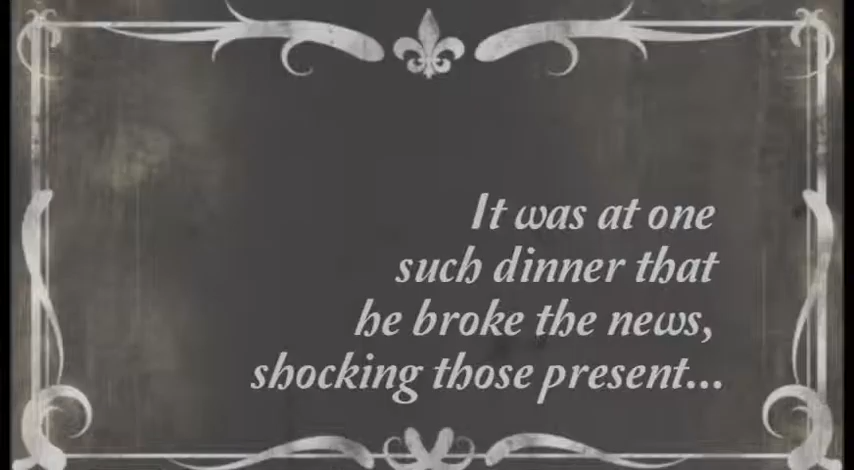 It was at one
such dinner that
he broke the news,
shocking those present...